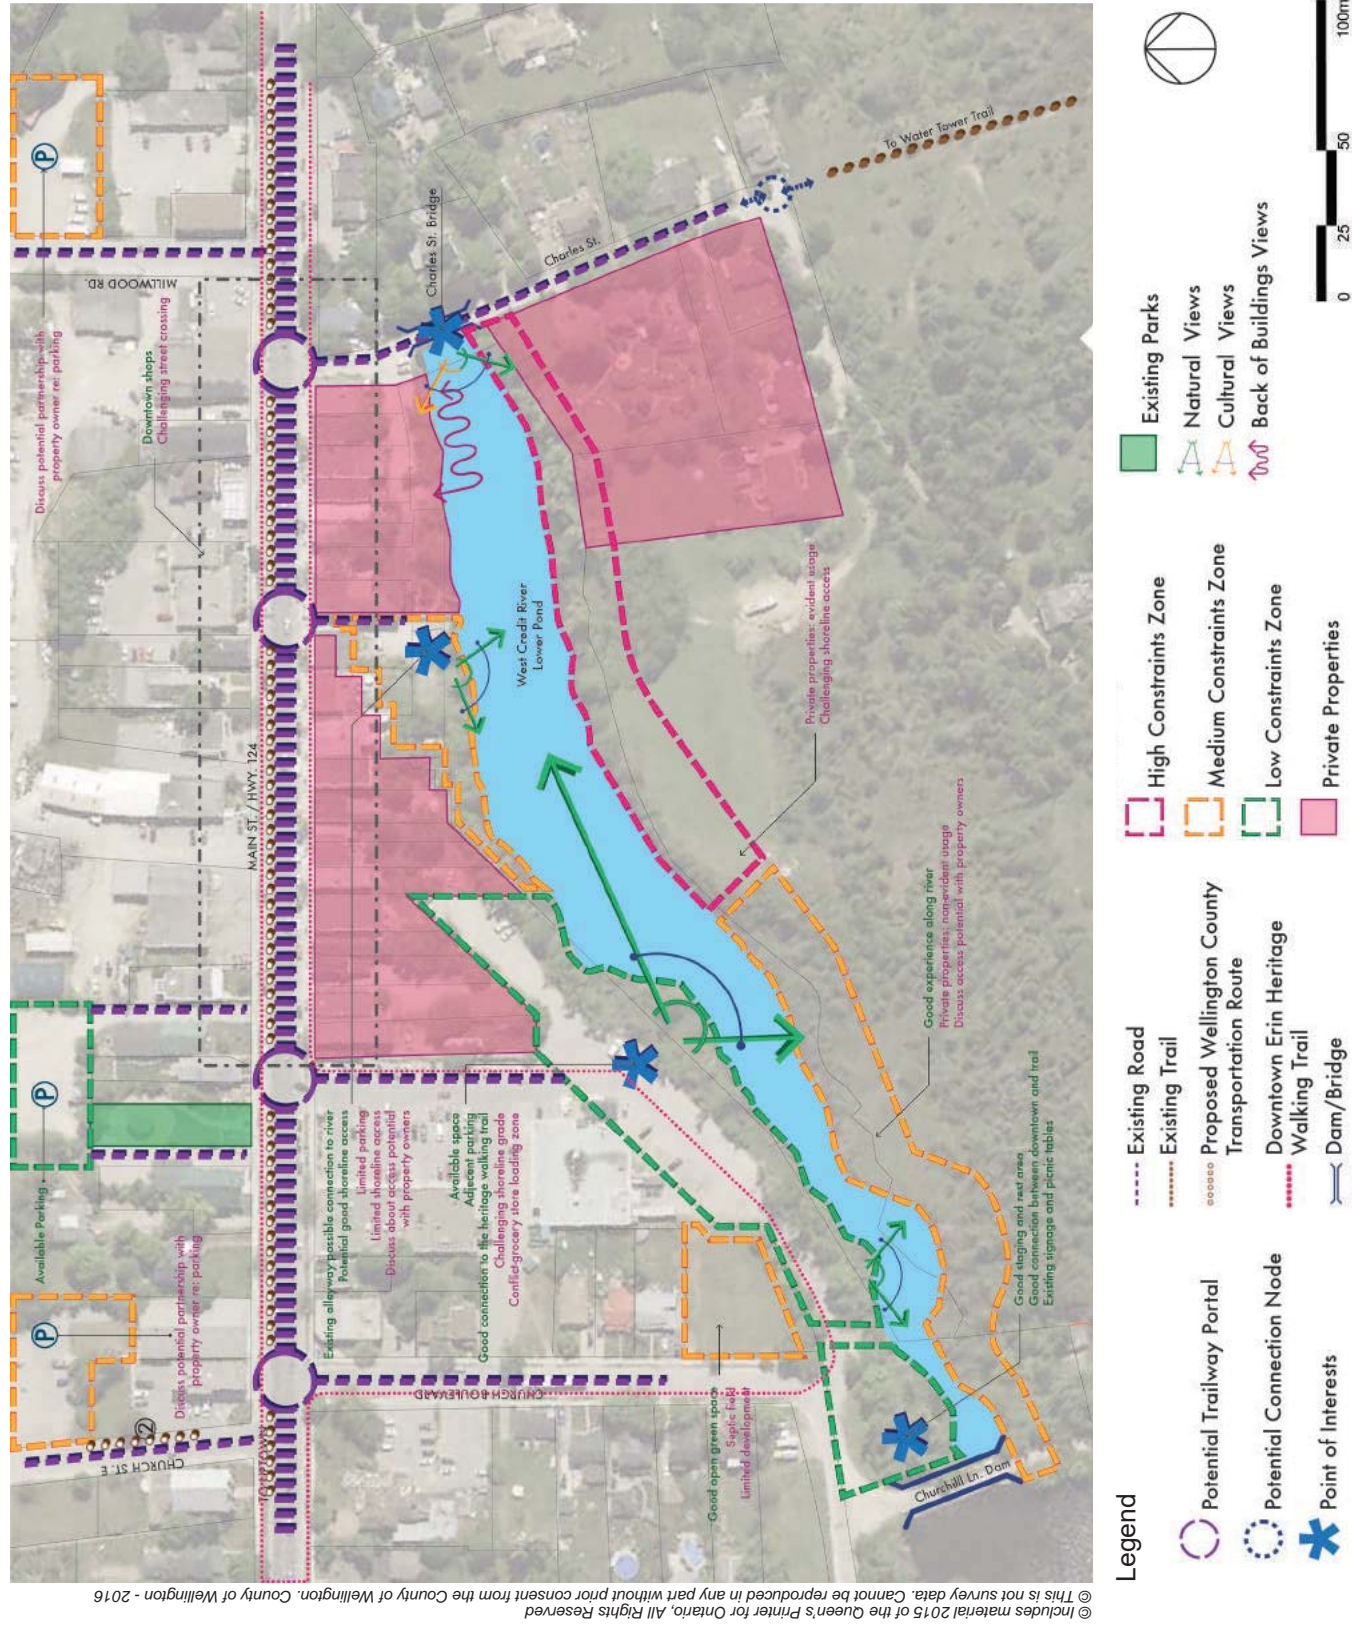 Discuss potential partnership with
property owner re: parking
Available Parking
Discuss potential partnership with
property owner re: parking
CHURCH ST. E
2
P
P
P
MILLWOOD RD.
Downtown shops
Challenging street crossing
MAIN ST. / HWY. 124
Existing alleyway possible connection to river
Potential good shoreline access
Limited parking
Limited shoreline access
Discuss about access potential
with property owners
Available space
Adjacent parking
Good connection to the heritage walking trail
Challenging shoreline grade
Conflict-grocery store loading zone
CHURCH BOULEVARD
Charles St. Bridge
Charles St.
To Water Tower Trail
West Credit River
Lower Pond
Private properties: evident usage
Challenging shoreline access
Good experience along river
Private properties: non-evident usage
Discuss access potential with property owners
Good staging and rest area
Good connection between downtown and trail
Existing signage and picnic tables
Good open green space
Septic field
Limited development
Churchill Ln. Dam
Legend
Potential Trailway Portal
Potential Connection Node
Point of Interests
Existing Road
Existing Trail
Proposed Wellington County
Transportation Route
Downtown Erin Heritage
Walking Trail
Dam/Bridge
High Constraints Zone
Medium Constraints Zone
Low Constraints Zone
Private Properties
Existing Parks
Natural Views
Cultural Views
Back of Buildings Views
0
25
50
100m
© Includes material 2015 of the Queen's Printer for Ontario, All Rights Reserved
© This is not survey data. Cannot be reproduced in any part without prior consent from the County of Wellington. County of Wellington - 2016